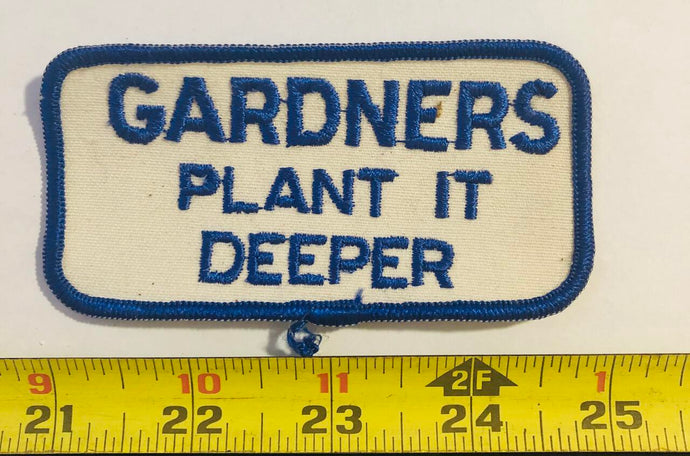 GARDNERS
PLANT IT
DEEPER
9 10 11 2F 1
21 22 23 24 25